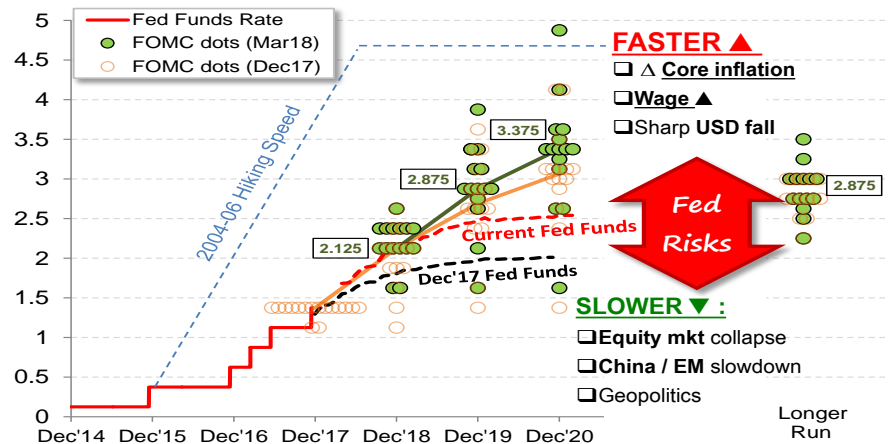 5
4.5
4
3.5
3
2.5
2
1.5
1
0.5
0
Fed Funds Rate
FOMC dots (Mar18)
FOMC dots (Dec17)
2004-06 Hiking Speed
2.125
2.875
3.375
Current Fed Funds
Dec'17 Fed Funds
FASTER ▲
❑ Δ Core inflation
❑Wage ▲
❑Sharp USD fall
Fed
Risks
2.875
SLOWER ▼ :
❑Equity mkt collapse
❑China / EM slowdown
❑Geopolitics
Dec'14 Dec'15 Dec'16 Dec'17 Dec'18 Dec'19 Dec'20
Longer
Run